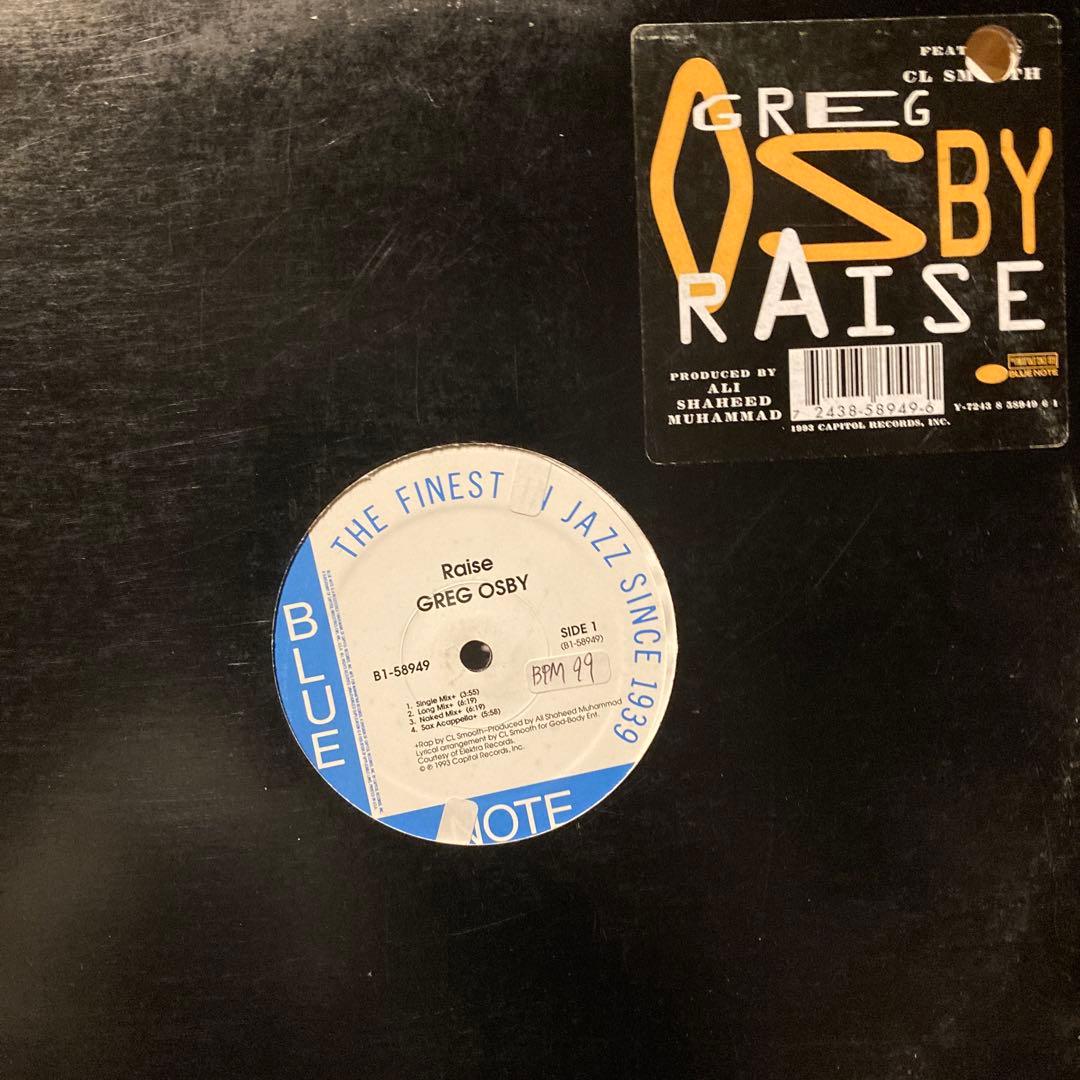 FEAT
CL SM TH
GREG
OSBY
RAISE
PRODUCED BY
ALI
SHAHEED
MUHAMMAD
7 2438-58949-6
1993 CAPITOL RECORDS, INC.
BLUE NOTE
Y-7243 8 58949 6 1
THE FINEST JAZZ SINCE 1939
Raise
GREG OSBY
SIDE 1
(B1-58949)
B1-58949
BPM 99
1. Single Mix+ (3:55)
2. Long Mix+ (6:19)
3. Naked Mix+ (6:19)
4. Sax Acappella+ (5:58)
+Rap by CL Smooth–Produced by Ali Shaheed Muhammad
Lyrical arrangement by CL Smooth for God-Body Ent.
Courtesy of Elektra Records.
© ℗ 1993 Capitol Records, Inc.
BLUE
NOTE